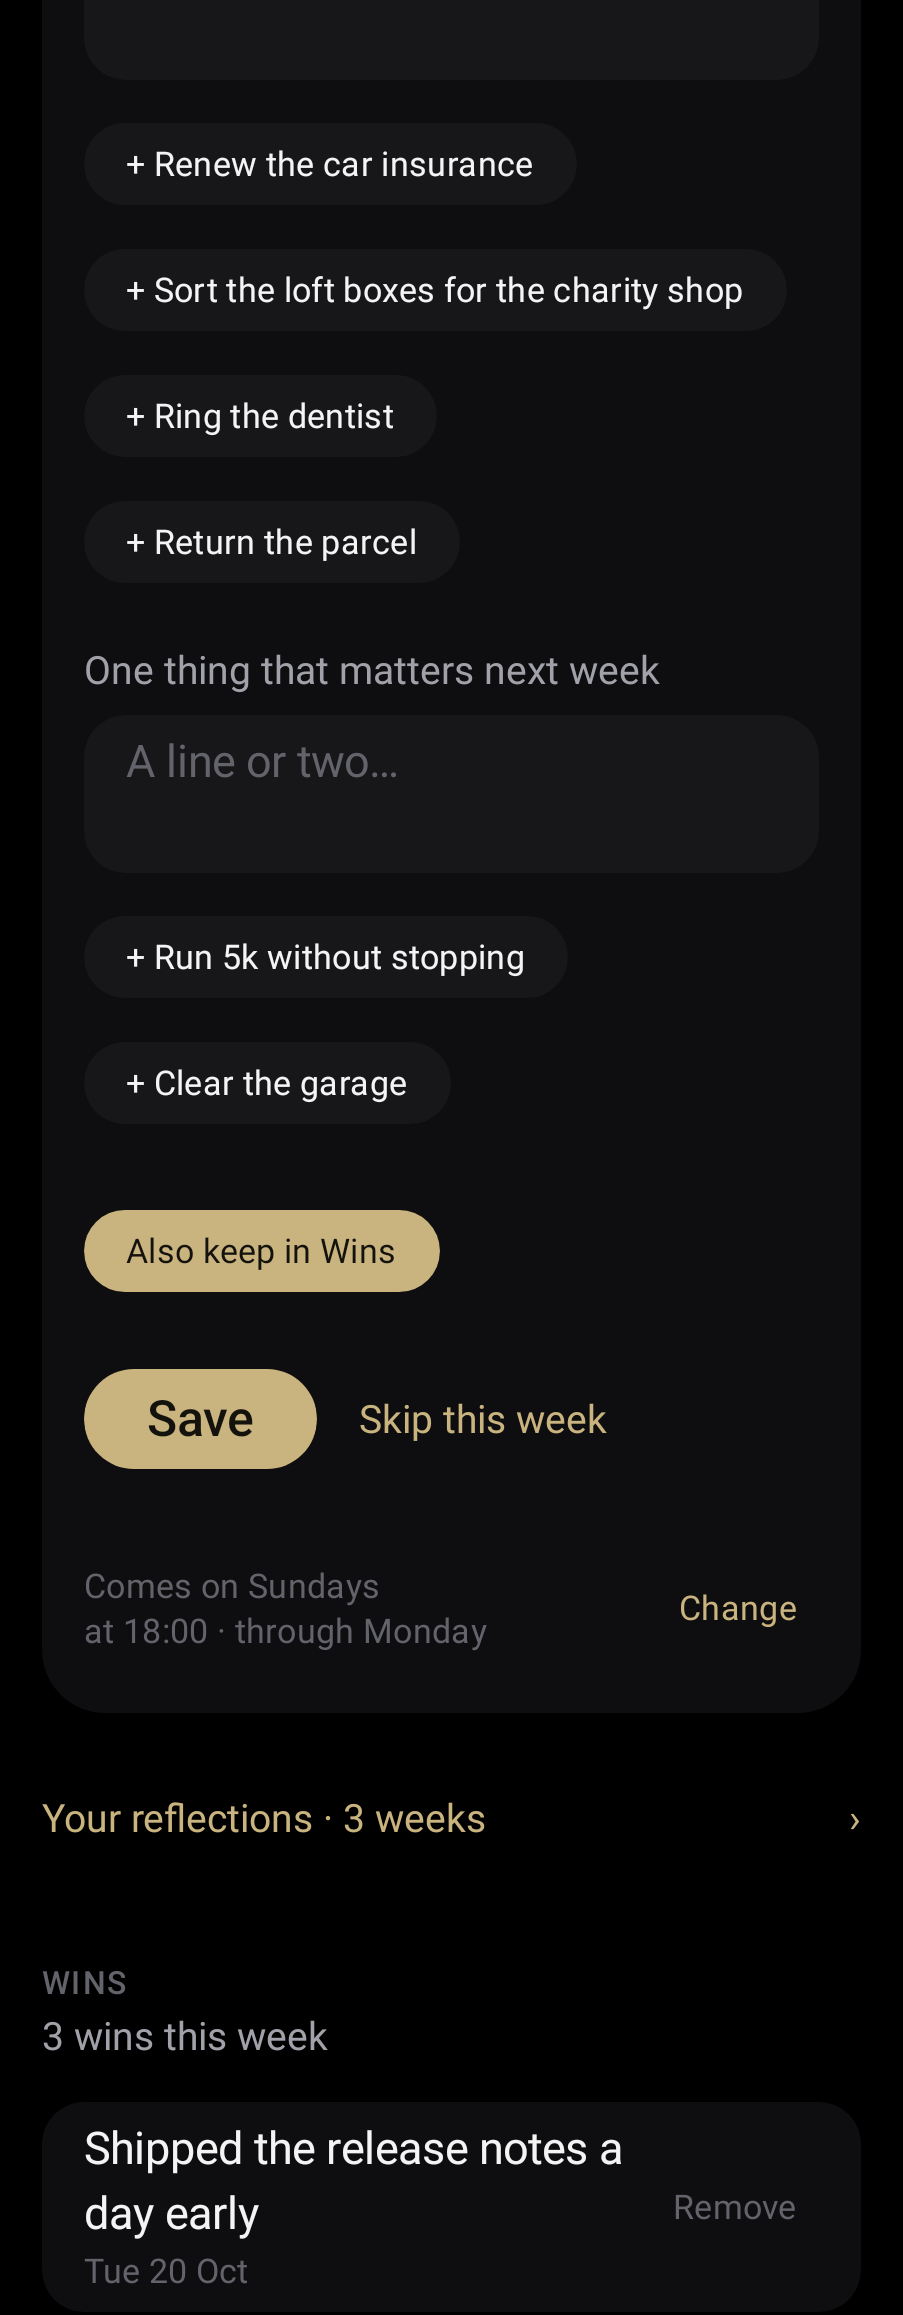 + Renew the car insurance
+ Sort the loft boxes for the charity shop
+ Ring the dentist
+ Return the parcel
One thing that matters next week
A line or two…
+ Run 5k without stopping
+ Clear the garage
Also keep in Wins
Save
Skip this week
Comes on Sundays
at 18:00 · through Monday
Change
Your reflections · 3 weeks
›
WINS
3 wins this week
Shipped the release notes a
day early
Remove
Tue 20 Oct